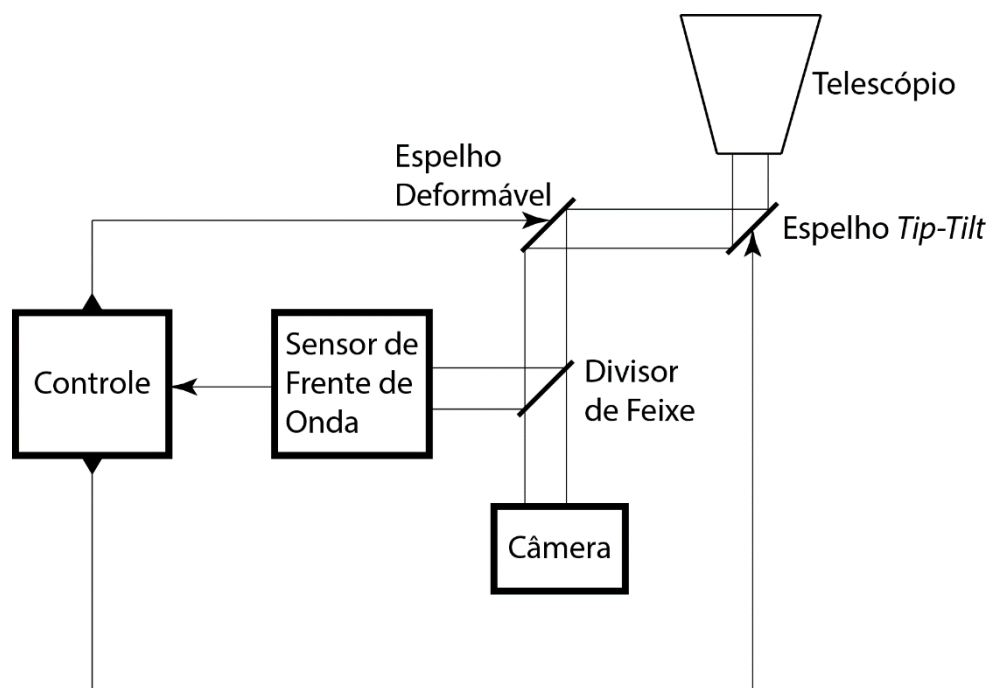 Telescópio
Espelho
Deformável
Espelho Tip-Tilt
Sensor de
Frente de
Onda
Controle
Divisor
de Feixe
Câmera